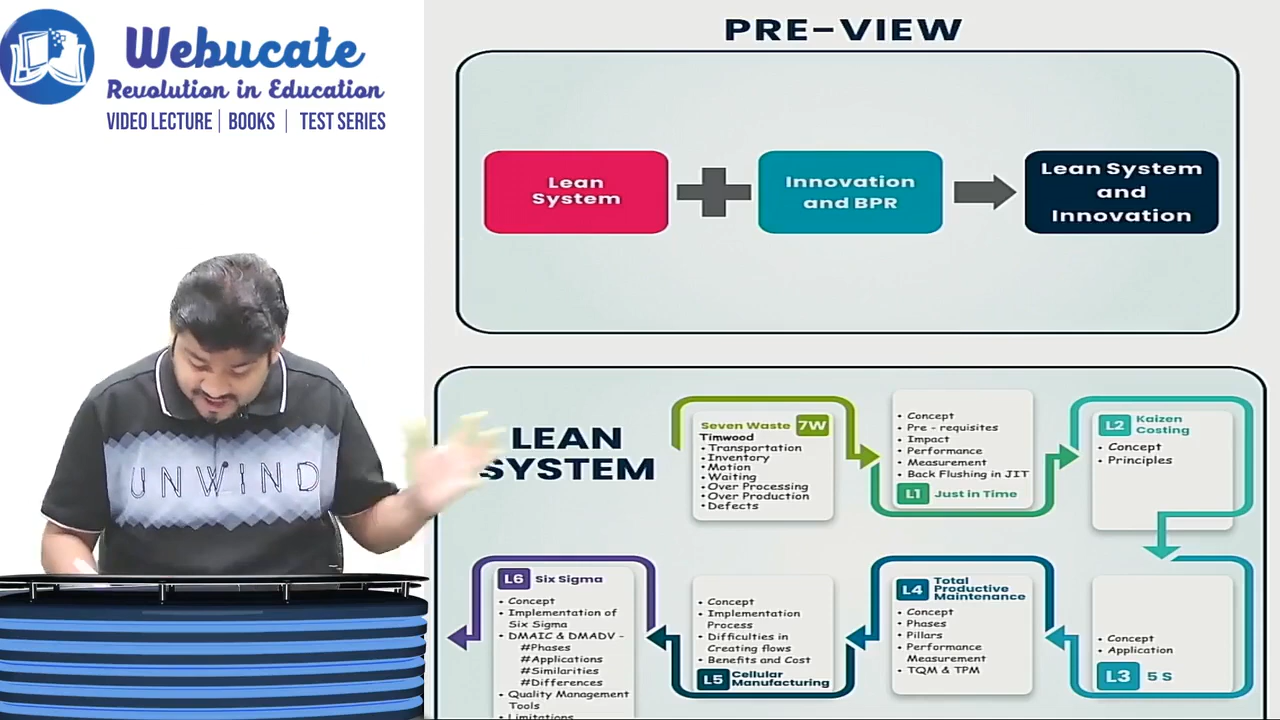 Webucate
Revolution in Education
VIDEO LECTURE | BOOKS | TEST SERIES
UNWIND
PRE-VIEW
Lean
System
Innovation
and BPR
Lean System
and
Innovation
LEAN
SYSTEM
Seven Waste 7W
Timwood
• Transportation
• Inventory
• Motion
• Waiting
• Over Processing
• Over Production
• Defects
• Concept
• Pre - requisites
• Impact
• Performance
• Measurement
• Back Flushing in JIT
L1 Just in Time
L2 Kaizen
Costing
• Concept
• Principles
• Concept
• Application
L3 5 S
L4 Total
Productive
Maintenance
• Concept
• Phases
• Pillars
• Performance
Measurement
• TQM & TPM
• Concept
• Implementation
Process
• Difficulties in
Creating flows
• Benefits and Cost
L5 Cellular
Manufacturing
L6 Six Sigma
• Concept
• Implementation of
Six Sigma
• DMAIC & DMADV -
#Phases
#Applications
#Similarities
#Differences
• Quality Management
Tools
• Limitations